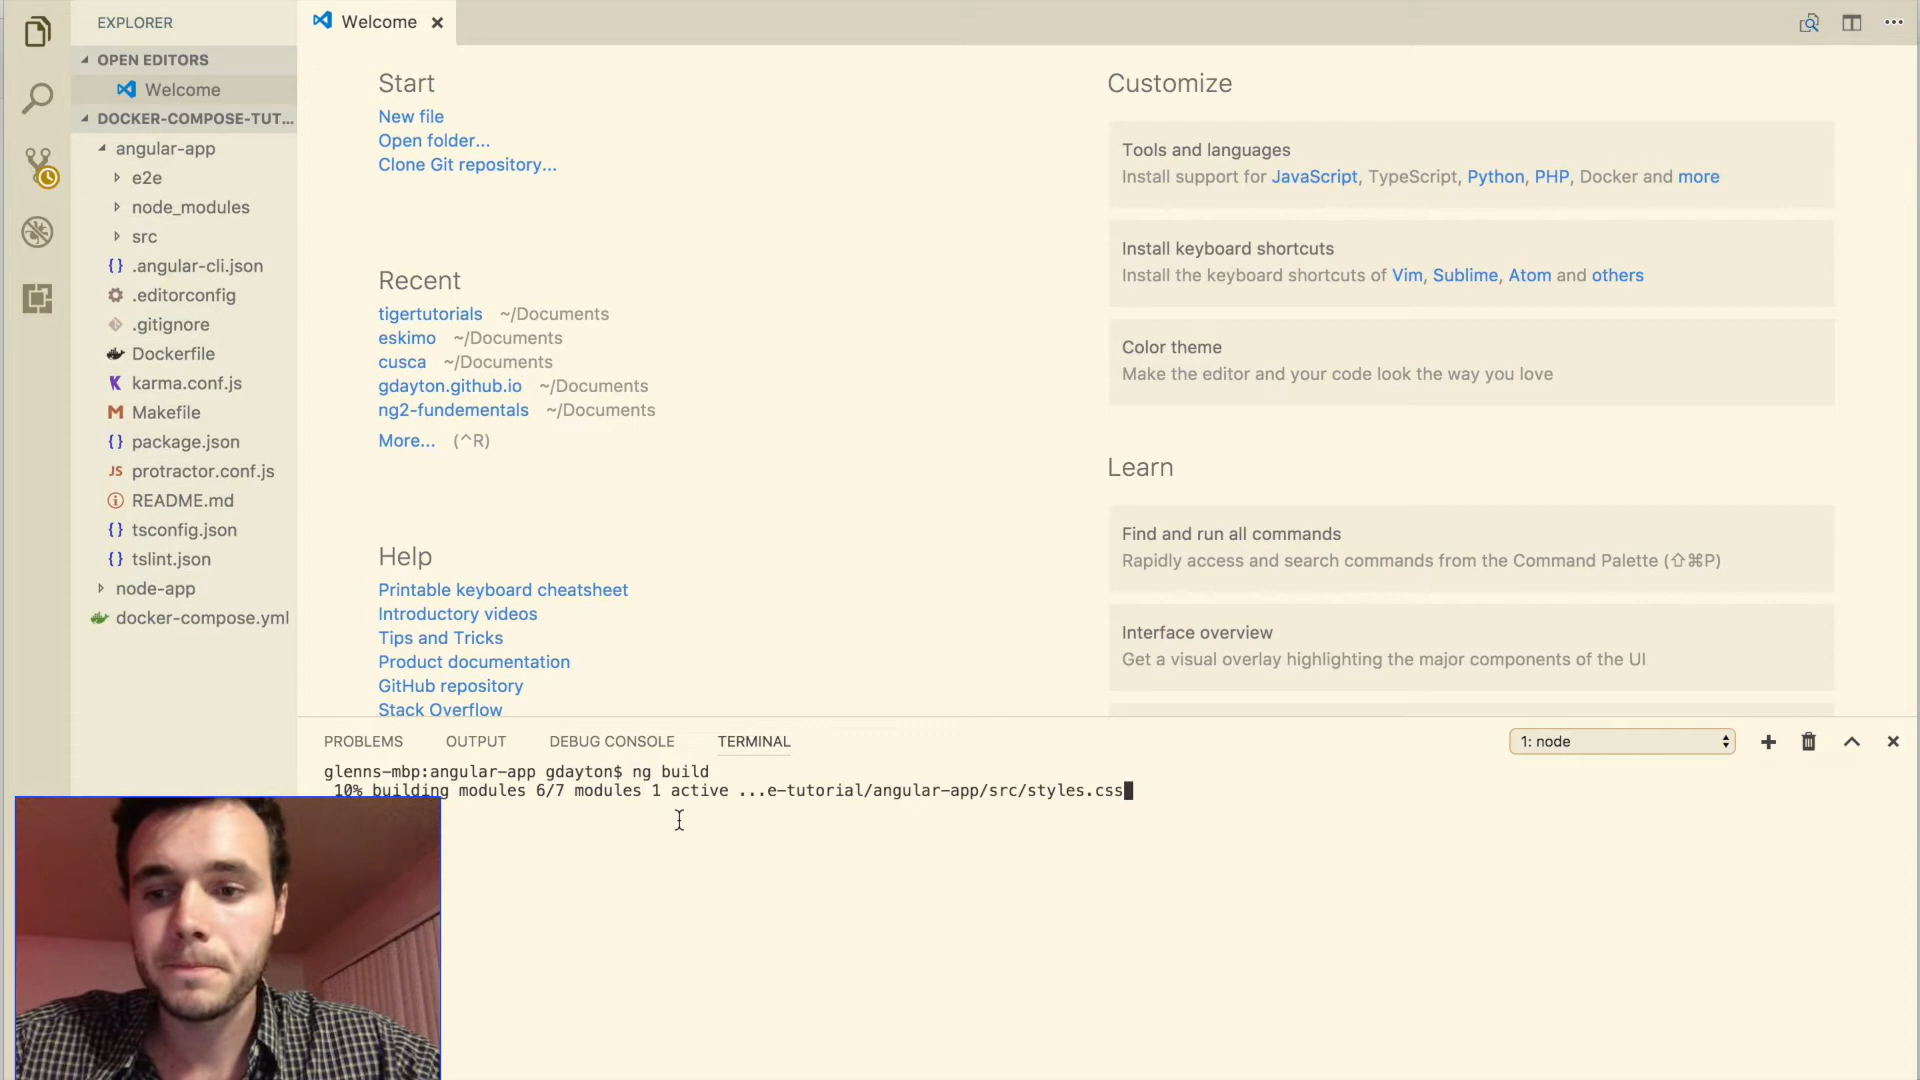 EXPLORER
OPEN EDITORS
Welcome
DOCKER-COMPOSE-TUT...
angular-app
e2e
node_modules
src
.angular-cli.json
.editorconfig
.gitignore
Dockerfile
karma.conf.js
Makefile
package.json
protractor.conf.js
README.md
tsconfig.json
tslint.json
node-app
docker-compose.yml
Welcome
Start
New file
Open folder...
Clone Git repository...
Recent
tigertutorials ~/Documents
eskimo ~/Documents
cusca ~/Documents
gdayton.github.io ~/Documents
ng2-fundementals ~/Documents
More... (^R)
Help
Printable keyboard cheatsheet
Introductory videos
Tips and Tricks
Product documentation
GitHub repository
Stack Overflow
Customize
Tools and languages
Install support for JavaScript, TypeScript, Python, PHP, Docker and more
Install keyboard shortcuts
Install the keyboard shortcuts of Vim, Sublime, Atom and others
Color theme
Make the editor and your code look the way you love
Learn
Find and run all commands
Rapidly access and search commands from the Command Palette (⇧⌘P)
Interface overview
Get a visual overlay highlighting the major components of the UI
PROBLEMS OUTPUT DEBUG CONSOLE TERMINAL 1: node
glenns-mbp:angular-app gdayton$ ng build
10% building modules 6/7 modules 1 active ...e-tutorial/angular-app/src/styles.css